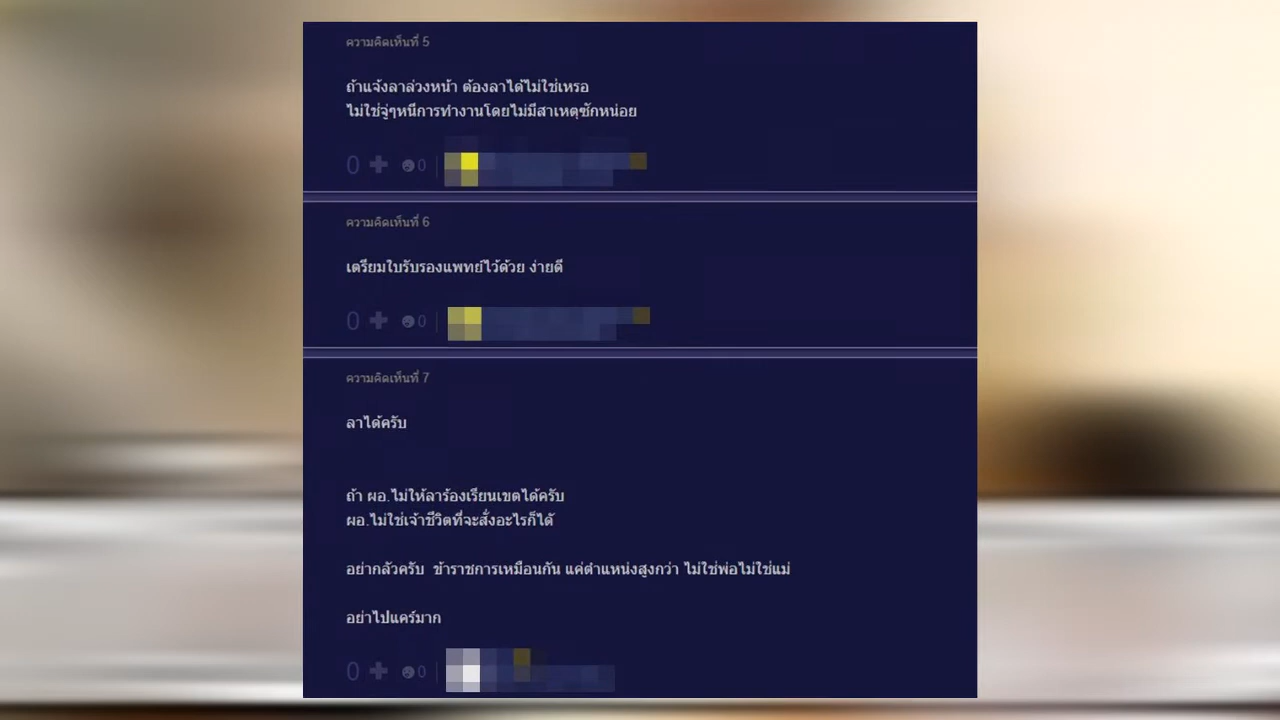 ความคิดเห็นที่ 5
ถ้าแจ้งลาล่วงหน้า ต้องลาได้ไม่ใช่เหรอ
ไม่ใช่จู่ๆหนีการทำงานโดยไม่มีสาเหตุซักหน่อย
0 0
ความคิดเห็นที่ 6
เตรียมใบรับรองแพทย์ไว้ด้วย ง่ายดี
0 0
ความคิดเห็นที่ 7
ลาได้ครับ
ถ้า ผอ.ไม่ให้ลาร้องเรียนเขตได้ครับ
ผอ.ไม่ใช่เจ้าชีวิตที่จะสั่งอะไรก็ได้
อย่ากลัวครับ ข้าราชการเหมือนกัน แค่ตำแหน่งสูงกว่า ไม่ใช่พ่อไม่ใช่แม่
อย่าไปแคร์มาก
0 0